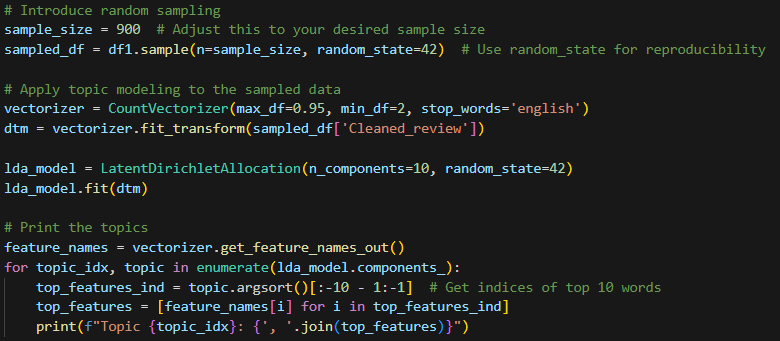 # Introduce random sampling
sample_size = 900  # Adjust this to your desired sample size
sampled_df = df1.sample(n=sample_size, random_state=42)  # Use random_state for reproducibility

# Apply topic modeling to the sampled data
vectorizer = CountVectorizer(max_df=0.95, min_df=2, stop_words='english')
dtm = vectorizer.fit_transform(sampled_df['Cleaned_review'])

lda_model = LatentDirichletAllocation(n_components=10, random_state=42)
lda_model.fit(dtm)

# Print the topics
feature_names = vectorizer.get_feature_names_out()
for topic_idx, topic in enumerate(lda_model.components_):
    top_features_ind = topic.argsort()[:-10 - 1:-1]  # Get indices of top 10 words
    top_features = [feature_names[i] for i in top_features_ind]
    print(f"Topic {topic_idx}: {', '.join(top_features)}")